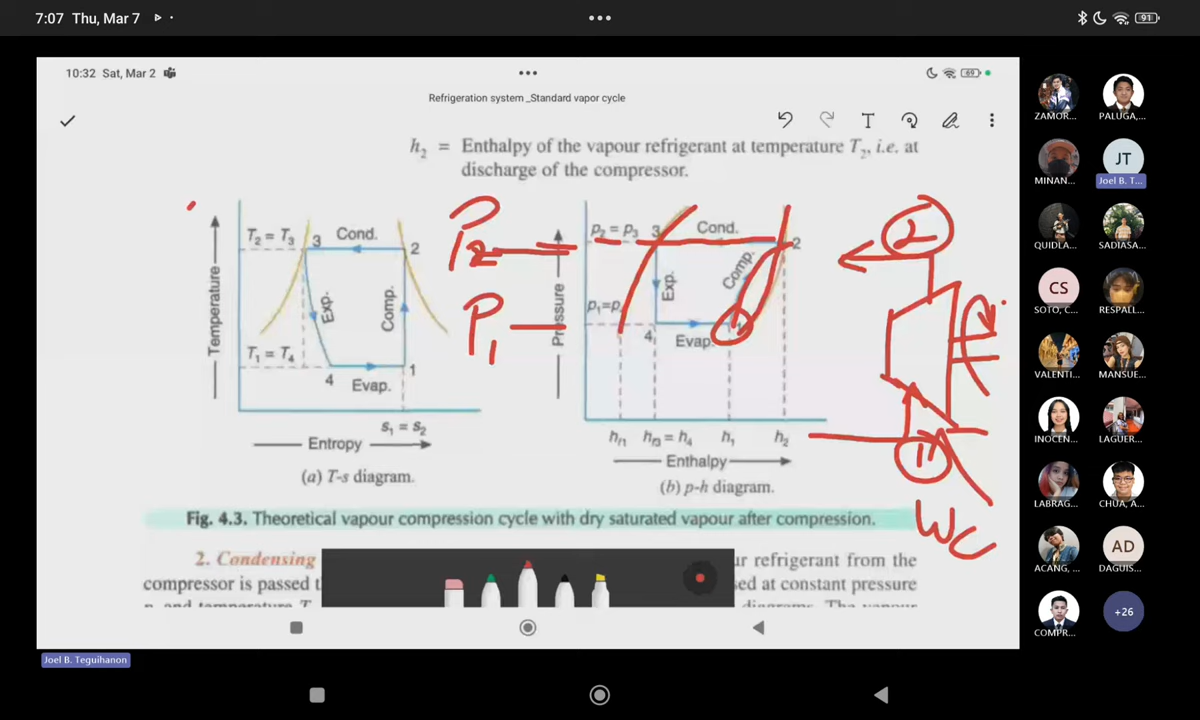 7:07 Thu, Mar 7
91
10:32 Sat, Mar 2
69
Refrigeration system _Standard vapor cycle
T
h2 = Enthalpy of the vapour refrigerant at temperature T2, i.e. at
discharge of the compressor.
Temperature
T2 = T3
3
Cond.
2
Exp.
Comp.
T1 = T4
4
Evap.
1
s1 = s2
Entropy
(a) T-s diagram.
P2
P1
Pressure
p2 = p3
3
Cond.
2
Exp.
Comp.
4
Evap.
hf1 hf3 = h4 h1 h2
Enthalpy
(b) p-h diagram.
2
1
Wc
Fig. 4.3. Theoretical vapour compression cycle with dry saturated vapour after compression.
2. Condensing
ur refrigerant from the
compressor is passed t
sed at constant pressure
Joel B. Teguihanon
ZAMOR...
PALUGA,...
MINAN...
JT
Joel B. T...
QUIDLA...
SADIASA...
CS
SOTO, C...
RESPALL...
VALENTI...
MANSUE...
INOCEN...
LAGUER...
LABRAG...
CHUA, A...
ACANG, ...
AD
DAGUIS...
COMPR...
+26